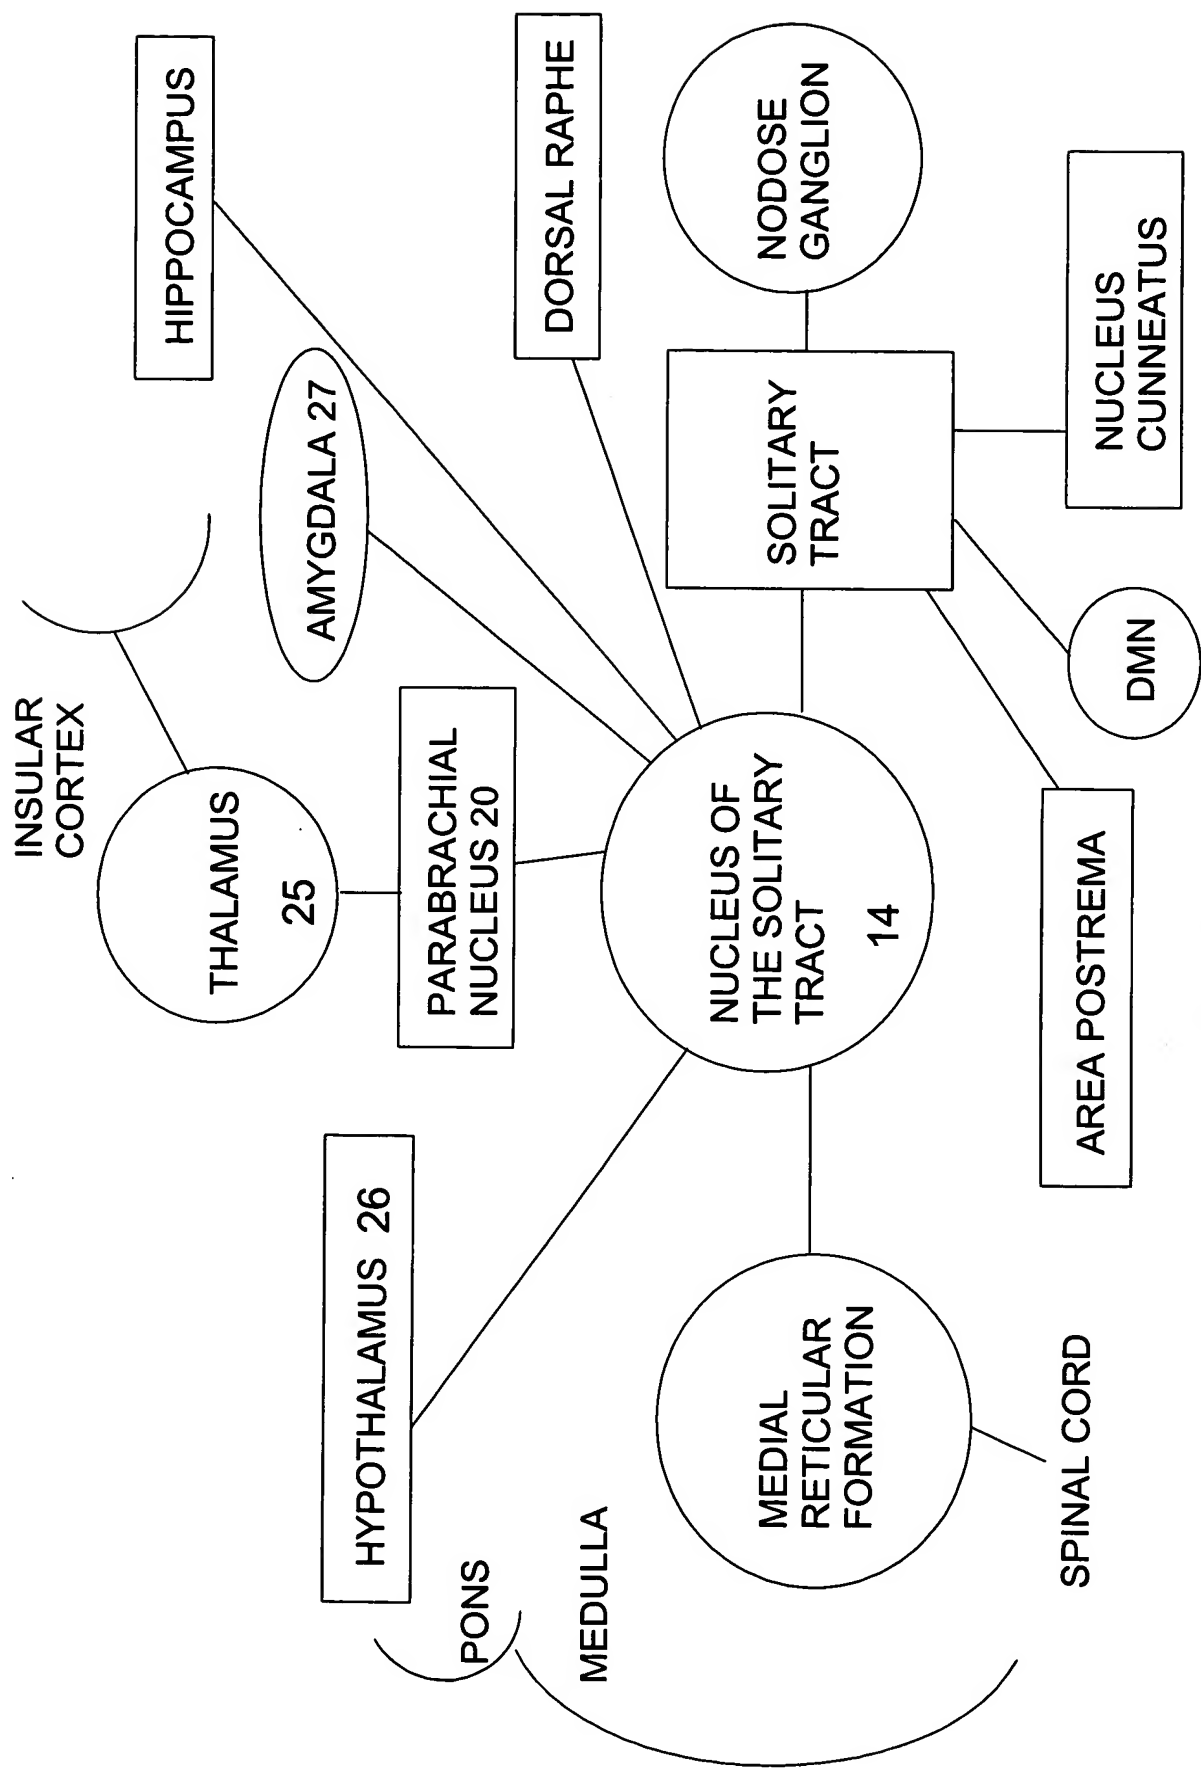 INSULAR
CORTEX
HIPPOCAMPUS
THALAMUS
25
AMYGDALA 27
HYPOTHALAMUS 26
PARABRACHIAL
NUCLEUS 20
DORSAL RAPHE
PONS
MEDULLA
MEDIAL
RETICULAR
FORMATION
NUCLEUS OF
THE SOLITARY
TRACT
14
SOLITARY
TRACT
NODOSE
GANGLION
SPINAL CORD
AREA POSTREMA
DMN
NUCLEUS
CUNNEATUS